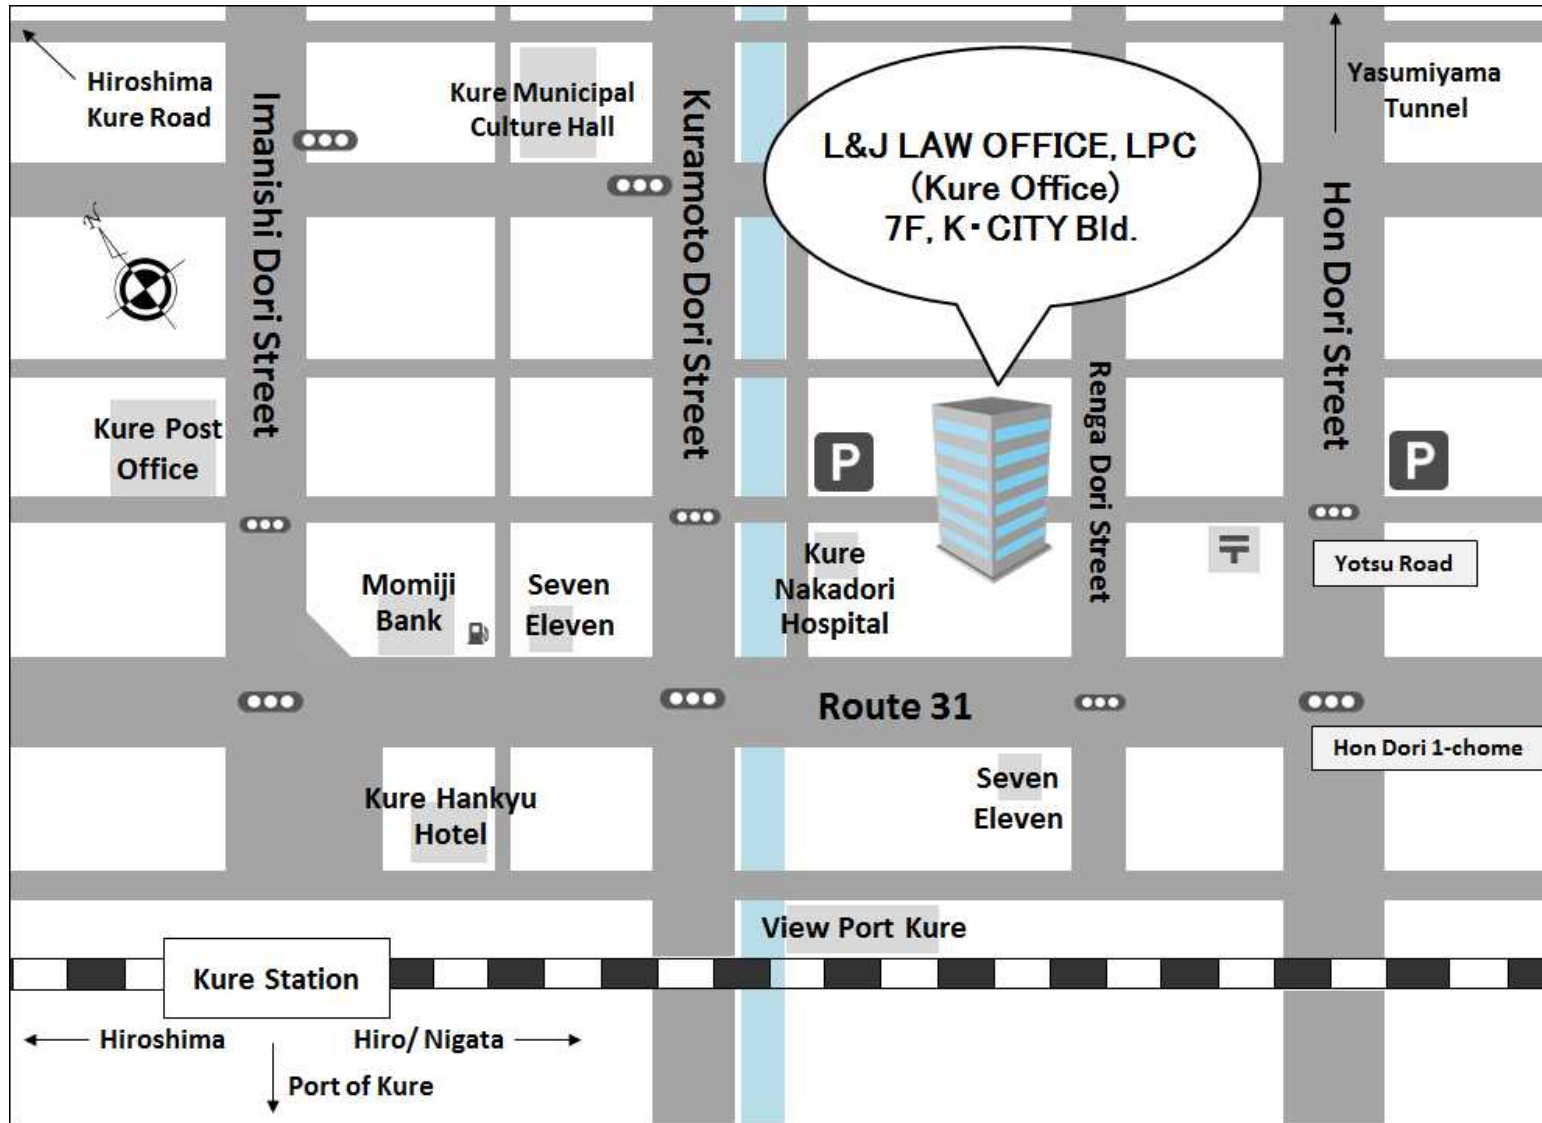 Hiroshima
Kure Road
Imanishi Dori Street
Kure Municipal
Culture Hall
Kuramoto Dori Street
L&J LAW OFFICE, LPC
(Kure Office)
7F, K・CITY Bld.
Yasumiyama
Tunnel
Hon Dori Street
N
Renga Dori Street
Kure Post
Office
P
P
Momiji
Bank
Seven
Eleven
Kure
Nakadori
Hospital
〒
Yotsu Road
Route 31
Hon Dori 1-chome
Kure Hankyu
Hotel
Seven
Eleven
View Port Kure
Kure Station
Hiroshima
Hiro/ Nigata
Port of Kure